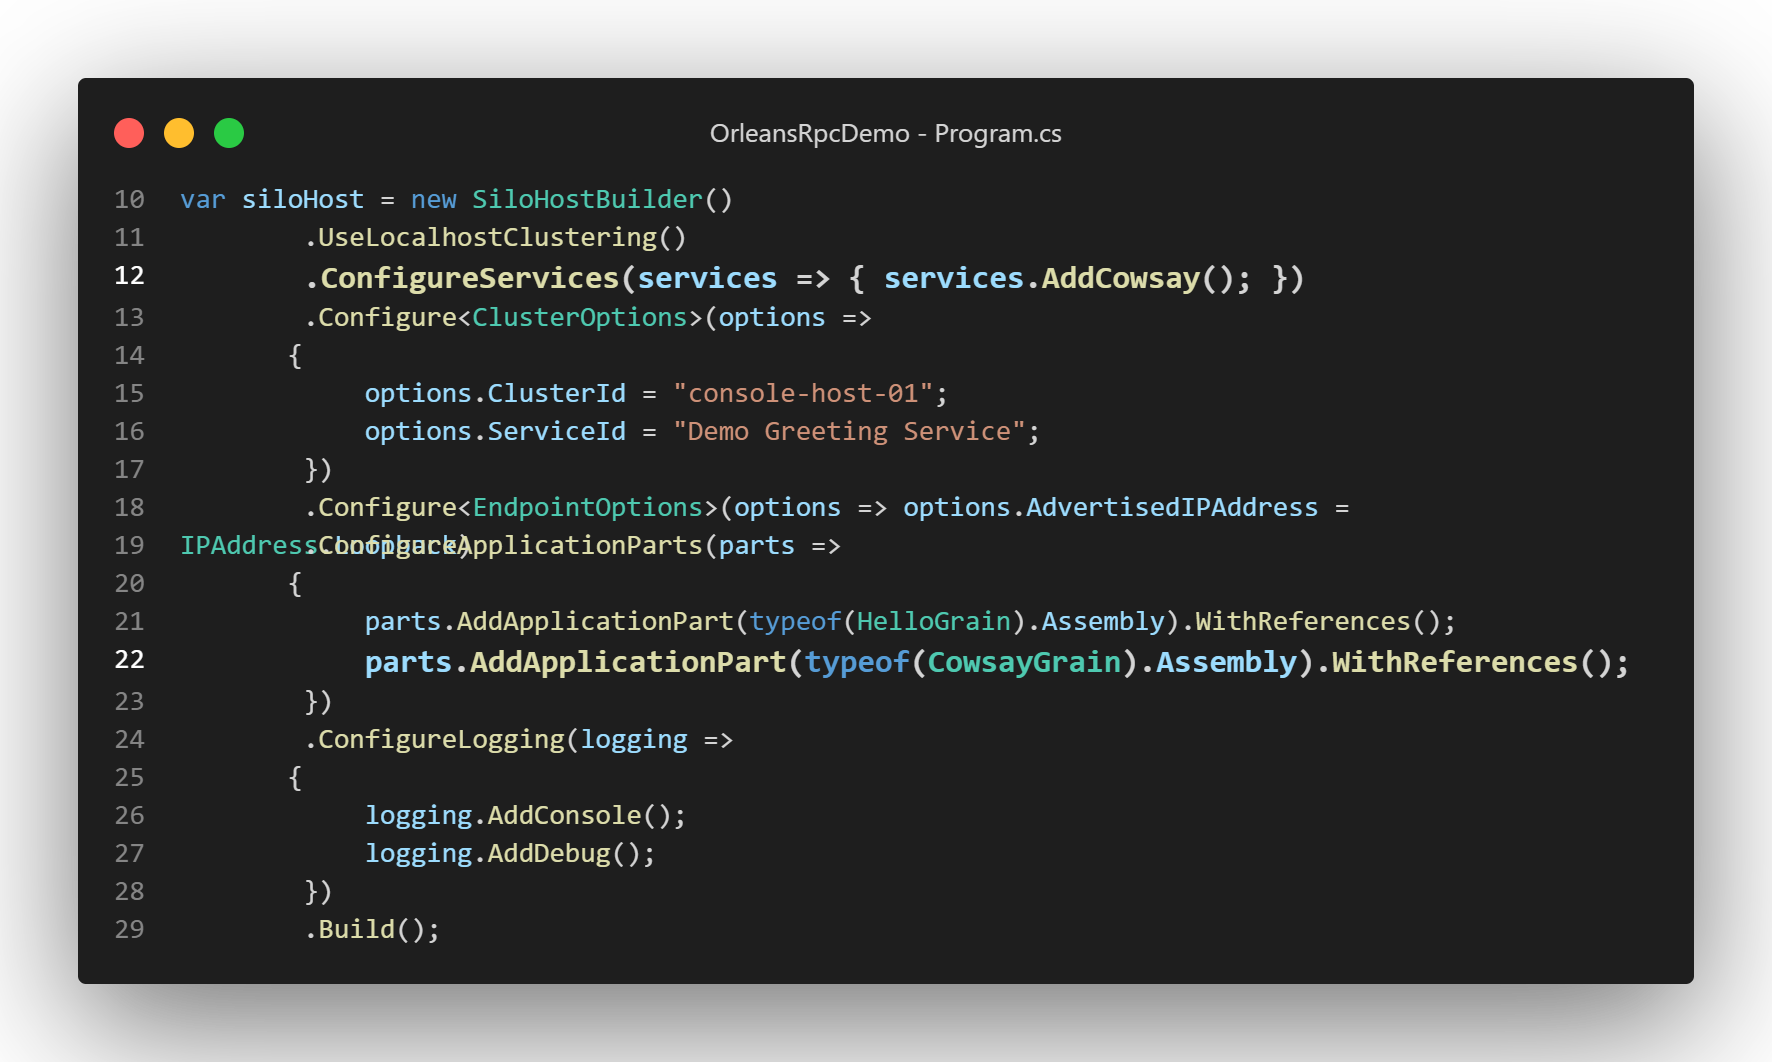 OrleansRpcDemo - Program.cs
10 var siloHost = new SiloHostBuilder()
11 .UseLocalhostClustering()
12 .ConfigureServices(services => { services.AddCowsay(); })
13 .Configure<ClusterOptions>(options =>
14 {
15 options.ClusterId = "console-host-01";
16 options.ServiceId = "Demo Greeting Service";
17 })
18 .Configure<EndpointOptions>(options => options.AdvertisedIPAddress =
IPAddress.Loopback)
19 .ConfigureApplicationParts(parts =>
20 {
21 parts.AddApplicationPart(typeof(HelloGrain).Assembly).WithReferences();
22 parts.AddApplicationPart(typeof(CowsayGrain).Assembly).WithReferences();
23 })
24 .ConfigureLogging(logging =>
25 {
26 logging.AddConsole();
27 logging.AddDebug();
28 })
29 .Build();